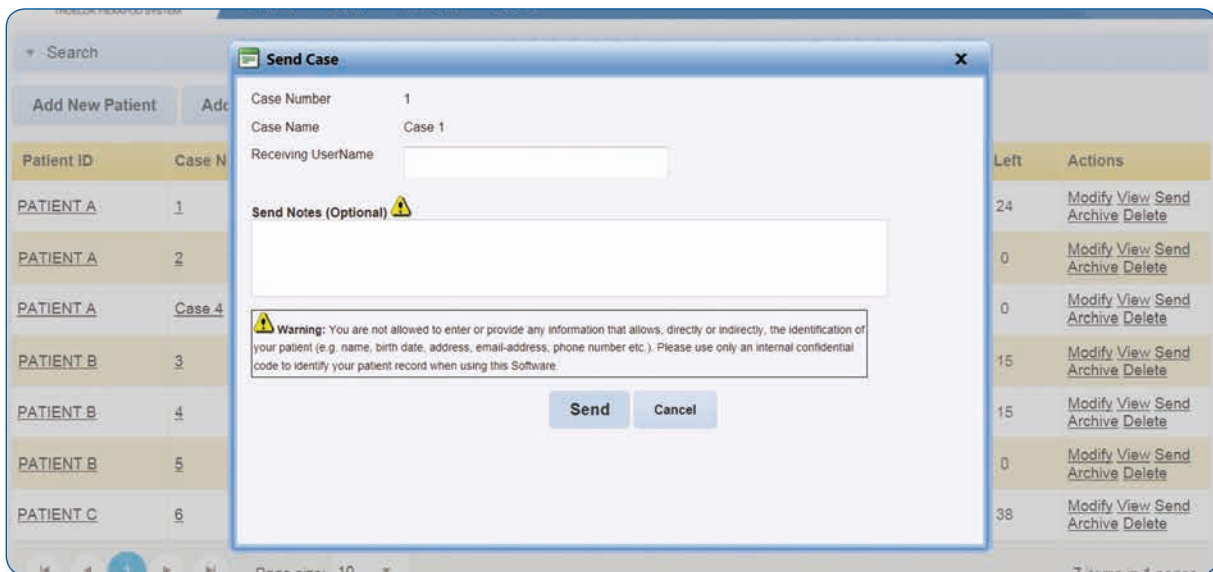 Search
Send Case
X
Add New Patient
Case Number 1
Case Name Case 1
Receiving UserName
Patient ID Case N Left Actions
PATIENT A 1 24 Modify View Send
Archive Delete
Send Notes (Optional)
PATIENT A 2 0 Modify View Send
Archive Delete
PATIENT A Case 4 0 Modify View Send
Archive Delete
Warning: You are not allowed to enter or provide any information that allows, directly or indirectly, the identification of
your patient (e.g. name, birth date, address, email-address, phone number etc.). Please use only an internal confidential
code to identify your patient record when using this Software.
PATIENT B 3 15 Modify View Send
Archive Delete
Send Cancel
PATIENT B 4 15 Modify View Send
Archive Delete
PATIENT B 5 0 Modify View Send
Archive Delete
PATIENT C 6 38 Modify View Send
Archive Delete
1 10